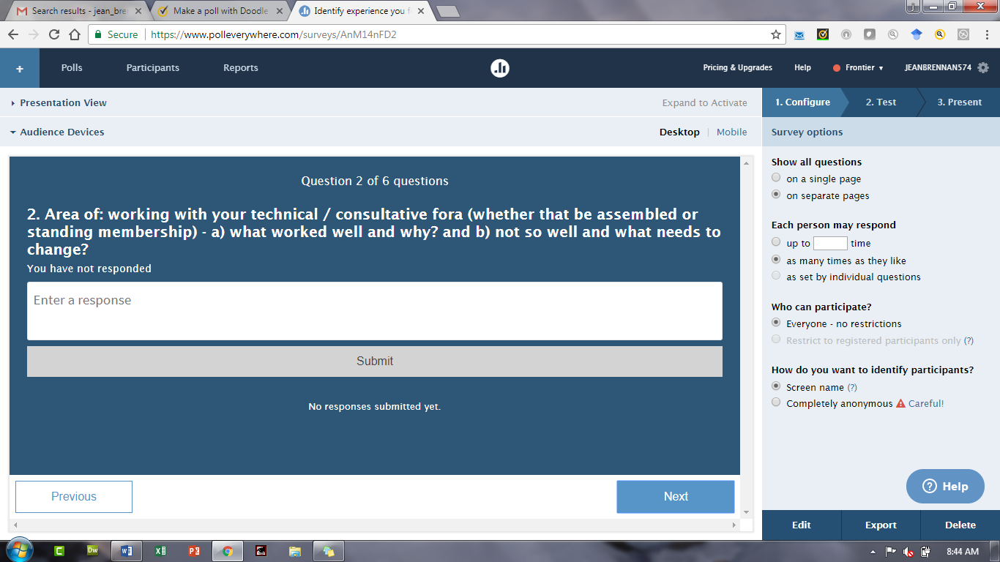 Search results - jean_bre
Make a poll with Doodle
Identify experience you f
j
Secure
https://www.polleverywhere.com/surveys/AnM14nFD2
+
Polls
Participants
Reports
Pricing & Upgrades
Help
Frontier
JEANBRENNAN574
Presentation View
Expand to Activate
1. Configure
2. Test
3. Present
Audience Devices
Desktop | Mobile
Survey options
Question 2 of 6 questions
2. Area of: working with your technical / consultative fora (whether that be assembled or
standing membership) - a) what worked well and why? and b) not so well and what needs to
change?
You have not responded
Enter a response
Submit
No responses submitted yet.
Previous
Next
Show all questions
on a single page
on separate pages
Each person may respond
up to time
as many times as they like
as set by individual questions
Who can participate?
Everyone - no restrictions
Restrict to registered participants only (?)
How do you want to identify participants?
Screen name (?)
Completely anonymous Careful!
? Help
Edit
Export
Delete
8:44 AM